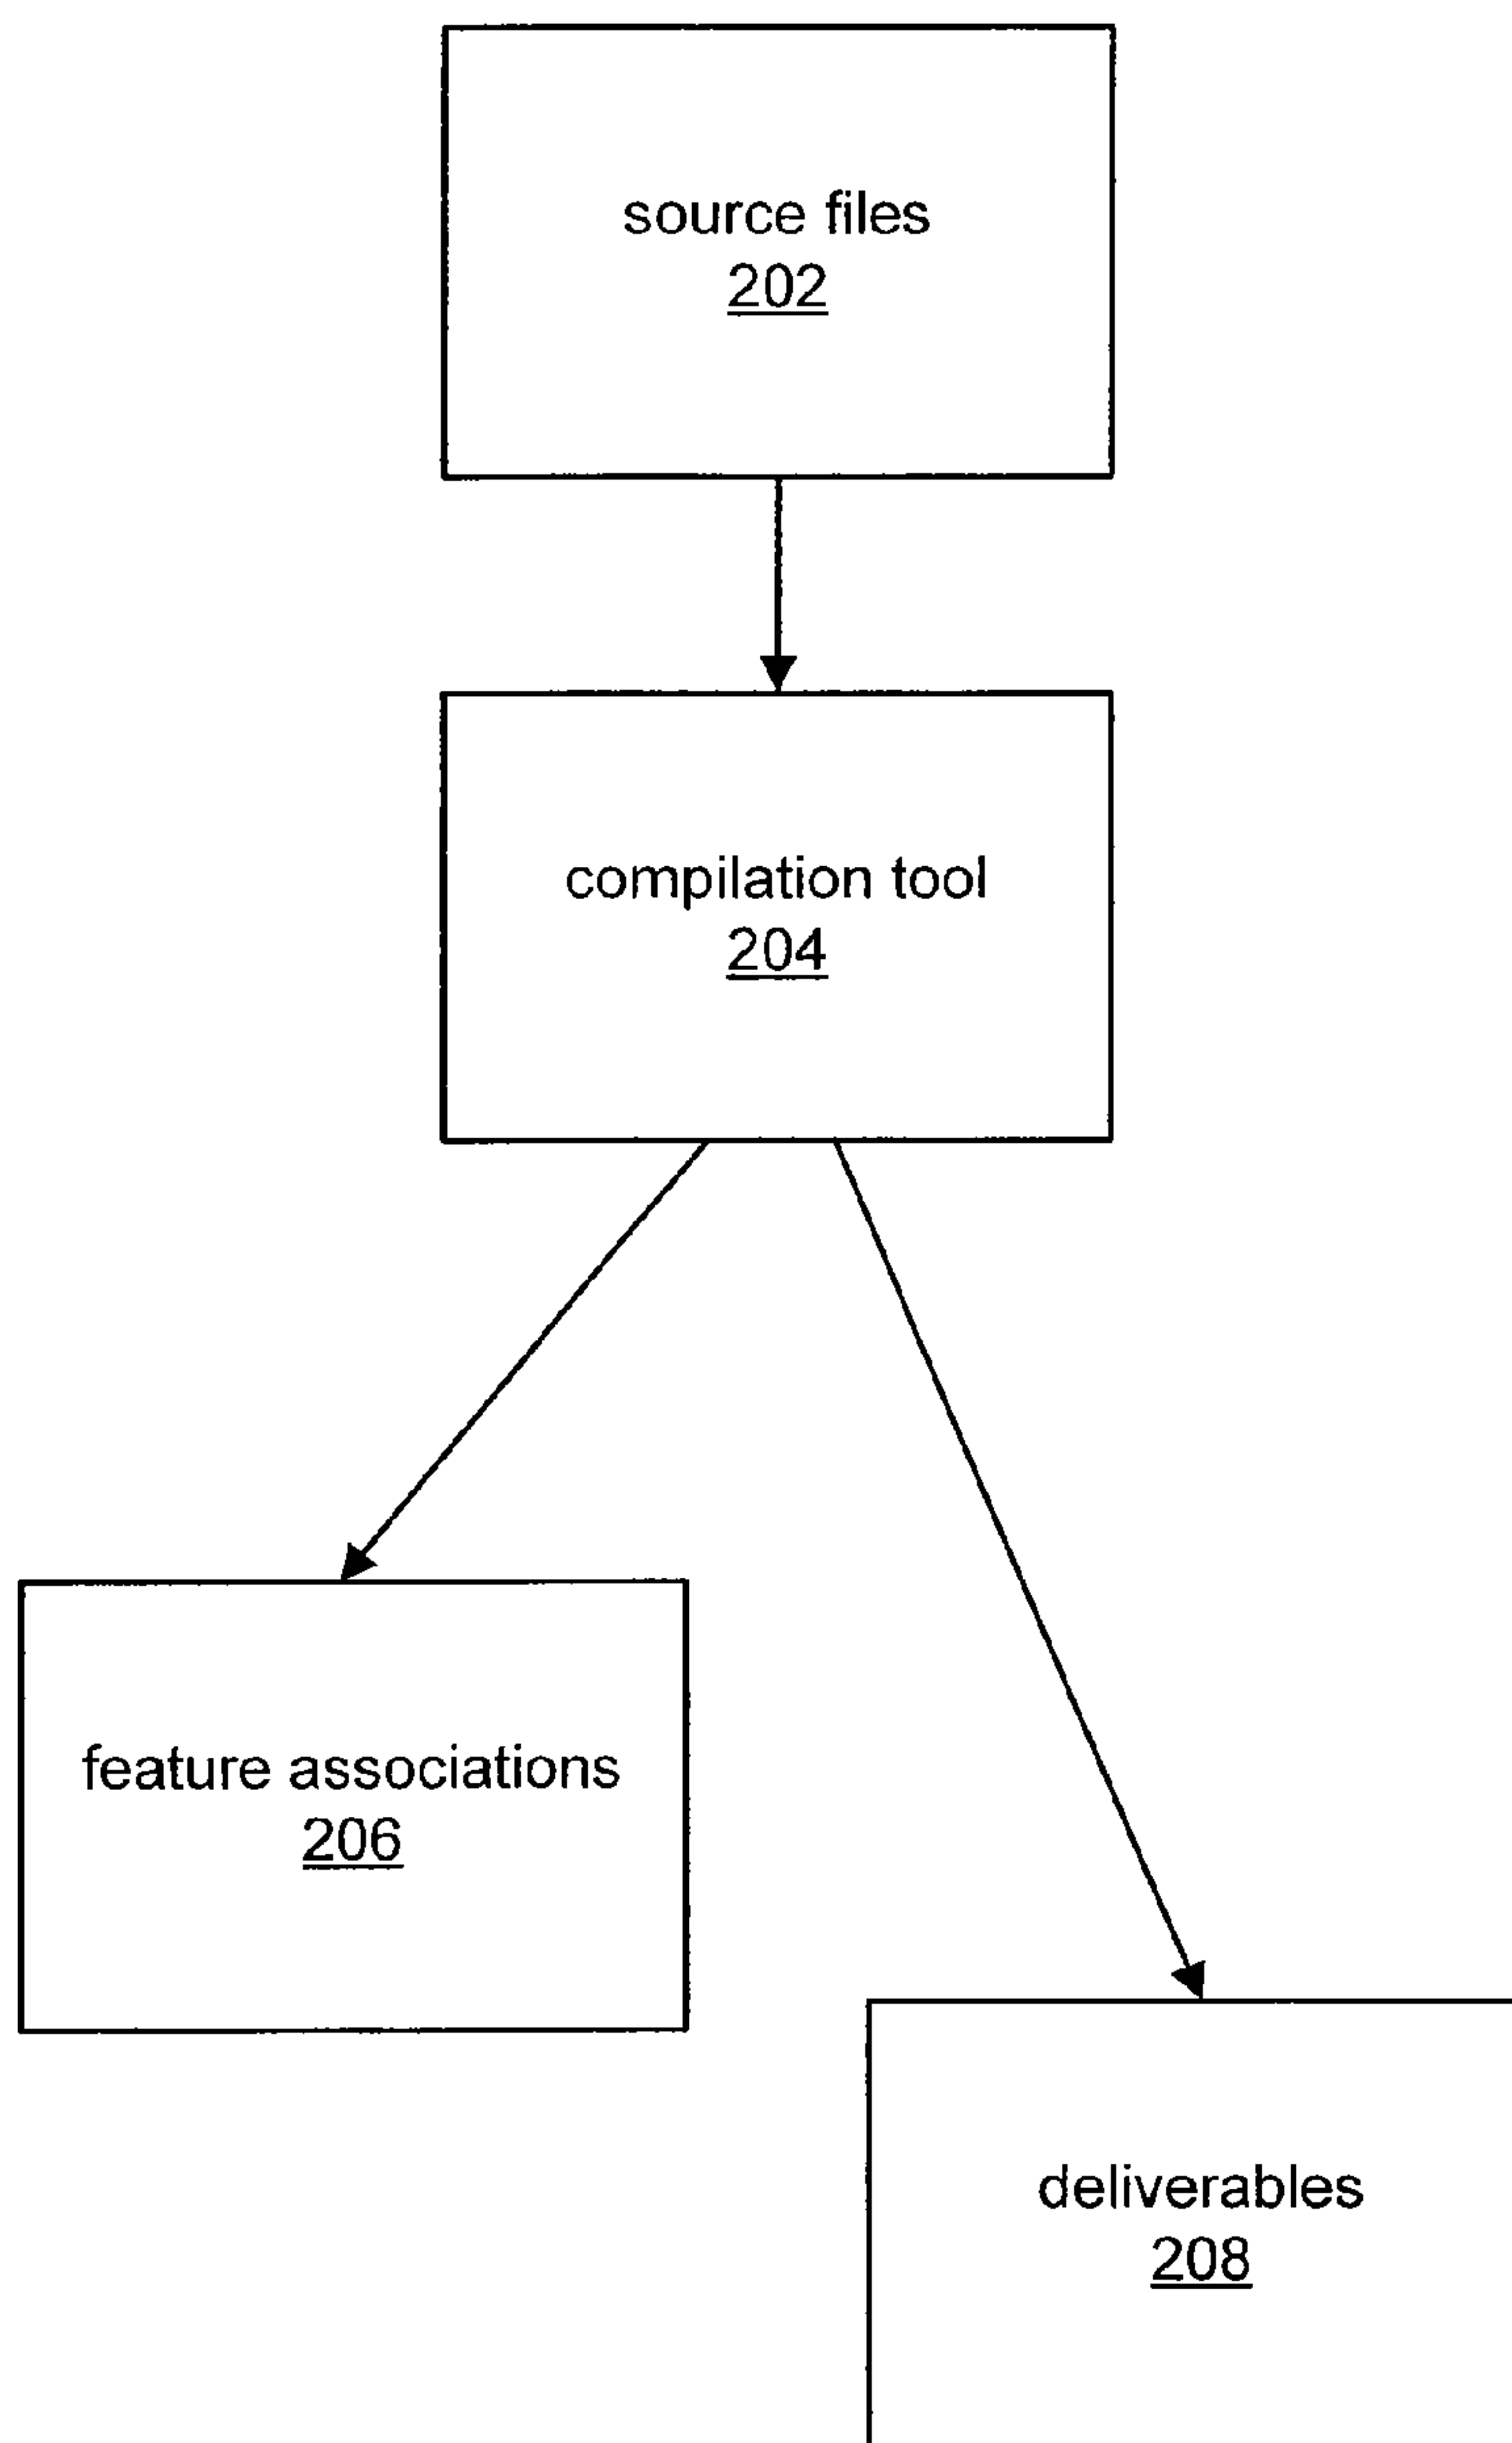 source files
202
compilation tool
204
feature associations
206
deliverables
208